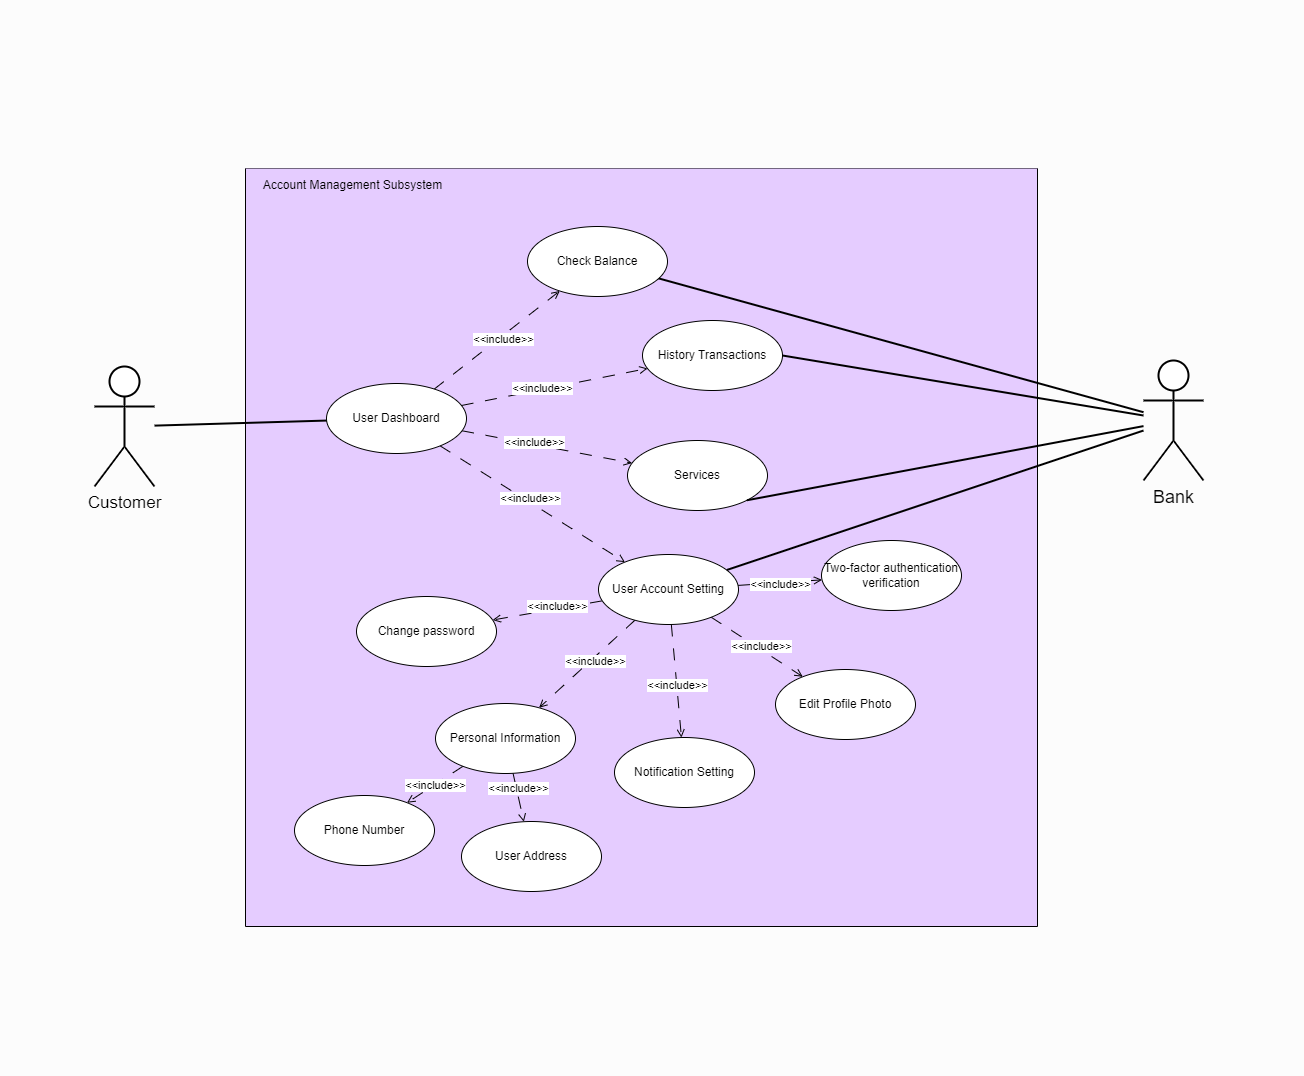 Account Management Subsystem
Check Balance
<<include>>
History Transactions
<<include>>
User Dashboard
<<include>>
Services
<<include>>
Customer
Bank
Two-factor authentication
verification
<<include>>
User Account Setting
<<include>>
Change password
<<include>>
<<include>>
<<include>>
Edit Profile Photo
Personal Information
Notification Setting
<<include>>
<<include>>
Phone Number
User Address